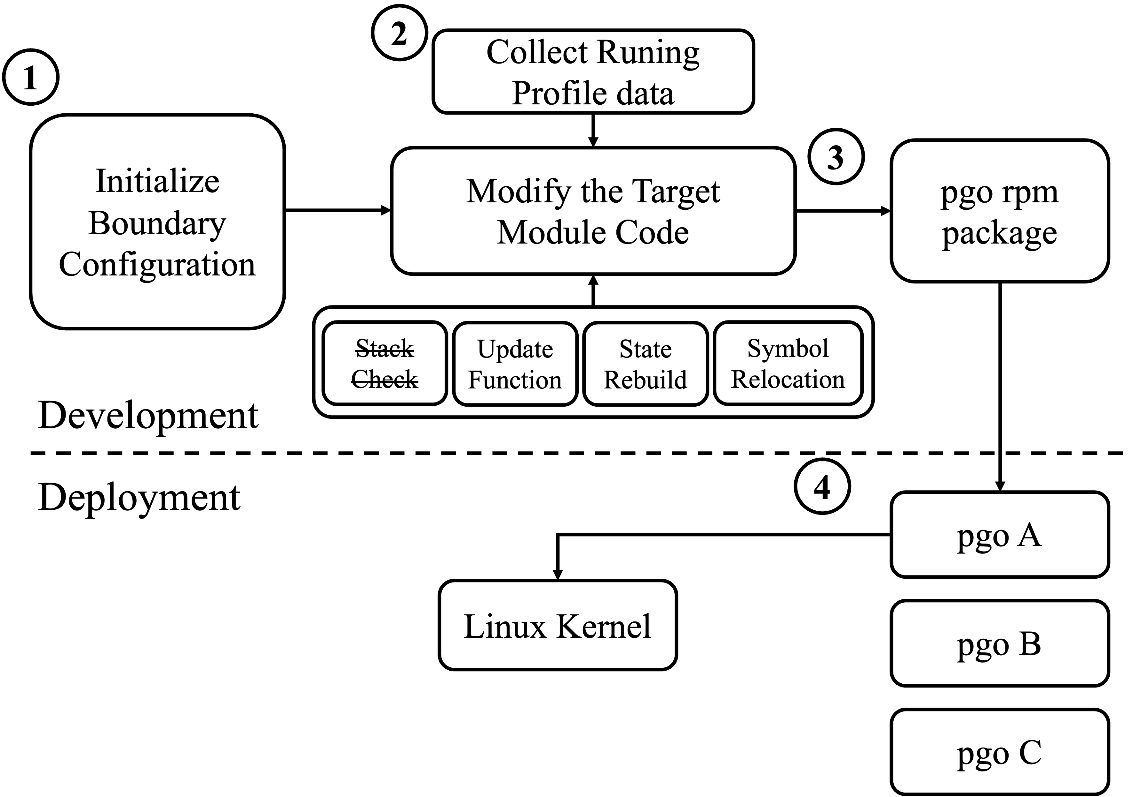 1
Initialize
Boundary
Configuration
2
Collect Runing
Profile data
Modify the Target
Module Code
3
pgo rpm
package
Stack
Check
Update
Function
State
Rebuild
Symbol
Relocation
Development
Deployment
4
pgo A
Linux Kernel
pgo B
pgo C